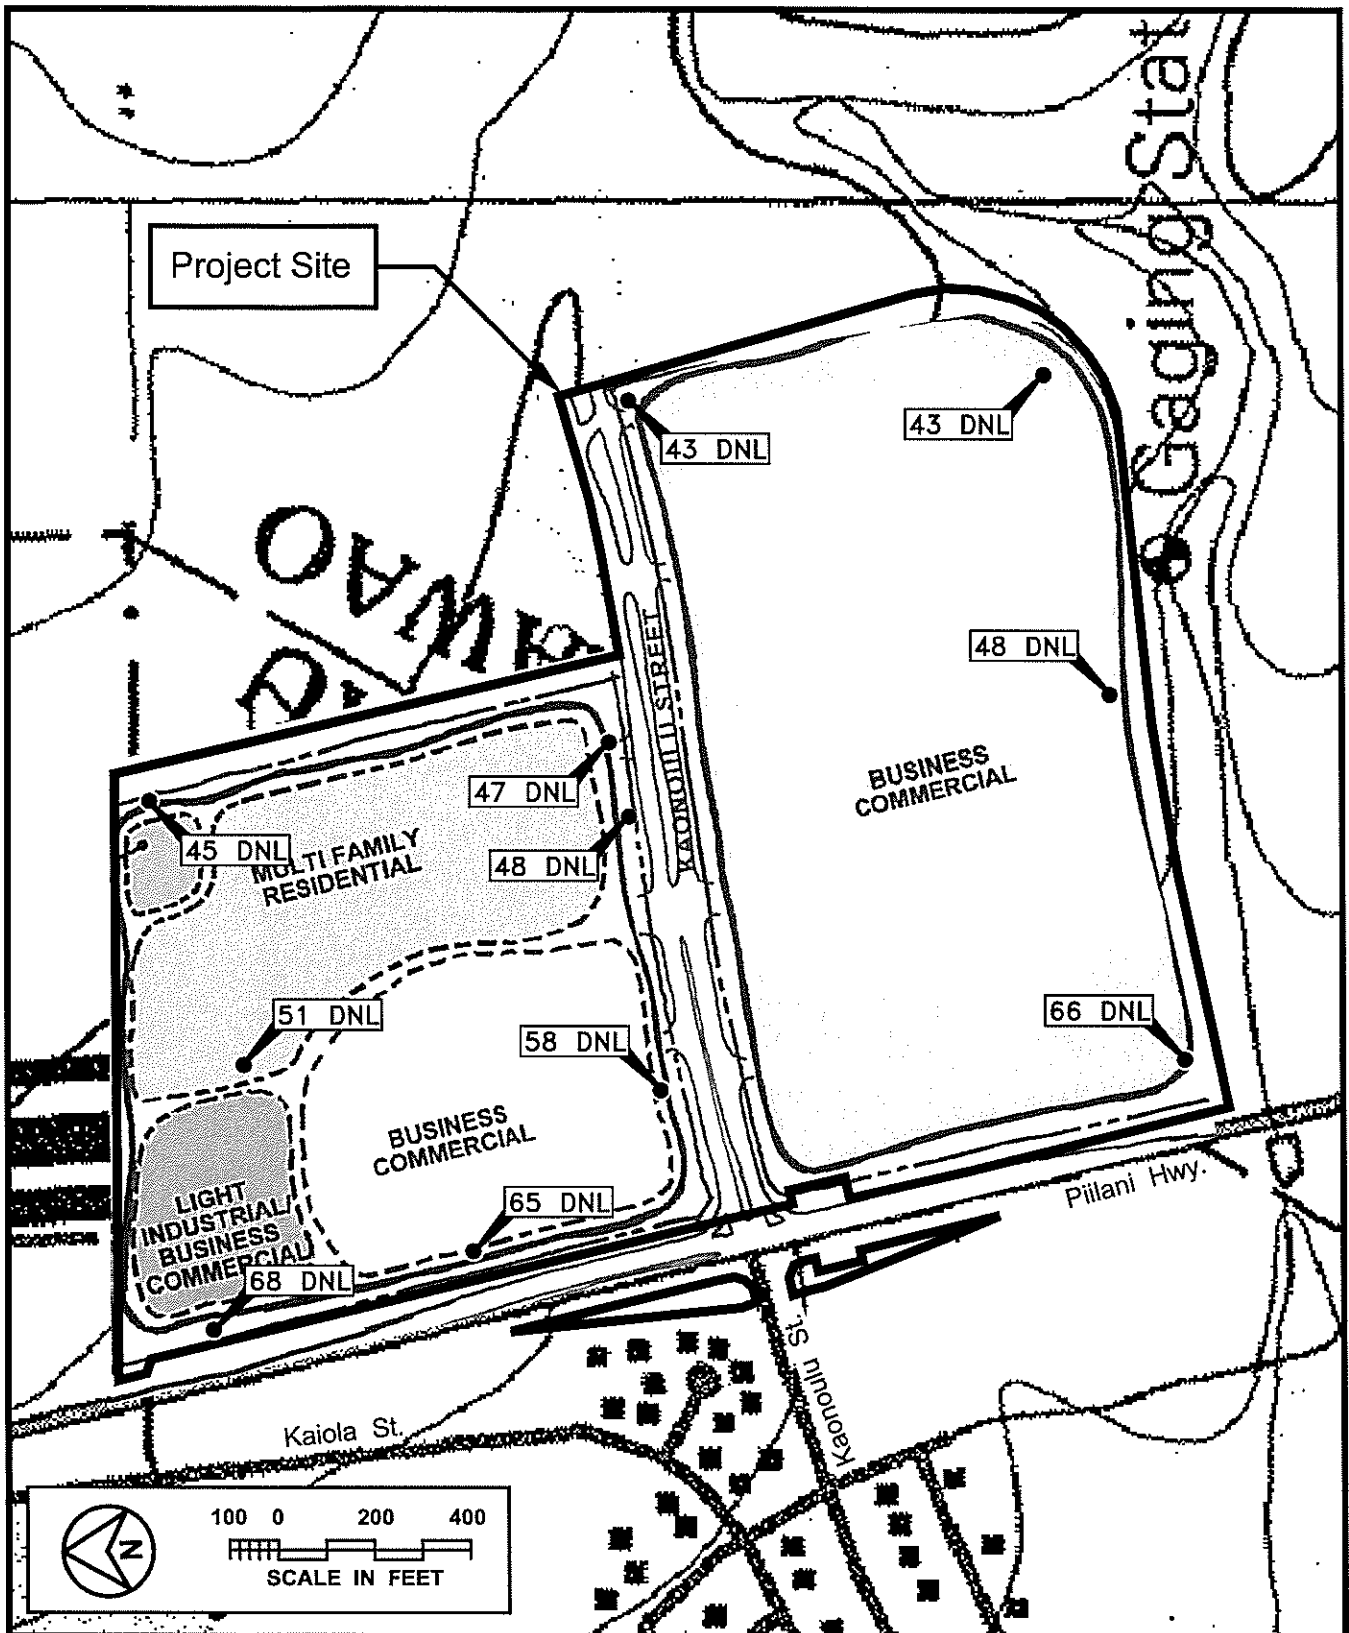 Gaging Stat
Project Site
43 DNL
43 DNL
48 DNL
KAONOULU STREET
47 DNL
BUSINESS
COMMERCIAL
45 DNL
48 DNL
MULTI FAMILY
RESIDENTIAL
51 DNL
66 DNL
58 DNL
BUSINESS
COMMERCIAL
LIGHT
INDUSTRIAL/
BUSINESS
COMMERCIAL
65 DNL
68 DNL
Piilani Hwy.
Kaonoulu St.
Kaiola St.
N
100 0 200 400
SCALE IN FEET